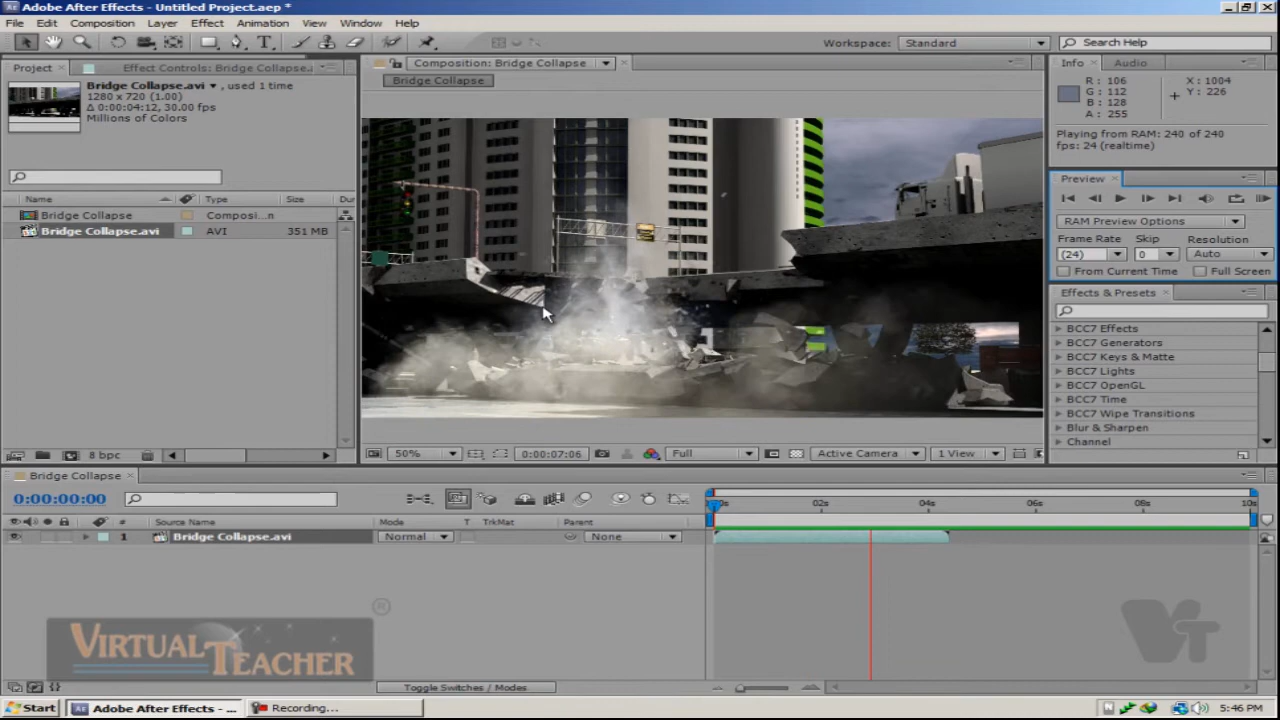 Adobe After Effects - Untitled Project.aep *
File Edit Composition Layer Effect Animation View Window Help
Workspace: Standard Search Help
Project Effect Controls: Bridge Collapse.
Bridge Collapse.avi , used 1 time
1280 x 720 (1.00)
Δ 0:00:04:12, 30.00 fps
Millions of Colors
Name Type Size Dur
Bridge Collapse Composi...n
Bridge Collapse.avi AVI 351 MB
8 bpc
Composition: Bridge Collapse
Bridge Collapse
50% 0:00:07:06 Full Active Camera 1 View
Info Audio
R : 106
G : 112
B : 128
A : 255
X : 1004
Y : 226
Playing from RAM: 240 of 240
fps: 24 (realtime)
Preview
RAM Preview Options
Frame Rate Skip Resolution
(24) 0 Auto
From Current Time Full Screen
Effects & Presets
BCC7 Effects
BCC7 Generators
BCC7 Keys & Matte
BCC7 Lights
BCC7 OpenGL
BCC7 Time
BCC7 Wipe Transitions
Blur & Sharpen
Channel
Bridge Collapse
0:00:00:00
02s 04s 06s 08s 10s
# Source Name Mode T TrkMat Parent
1 Bridge Collapse.avi Normal None
VIRTUAL TEACHER ®
VT
Toggle Switches / Modes
Start Adobe After Effects - ... Recording... 5:46 PM